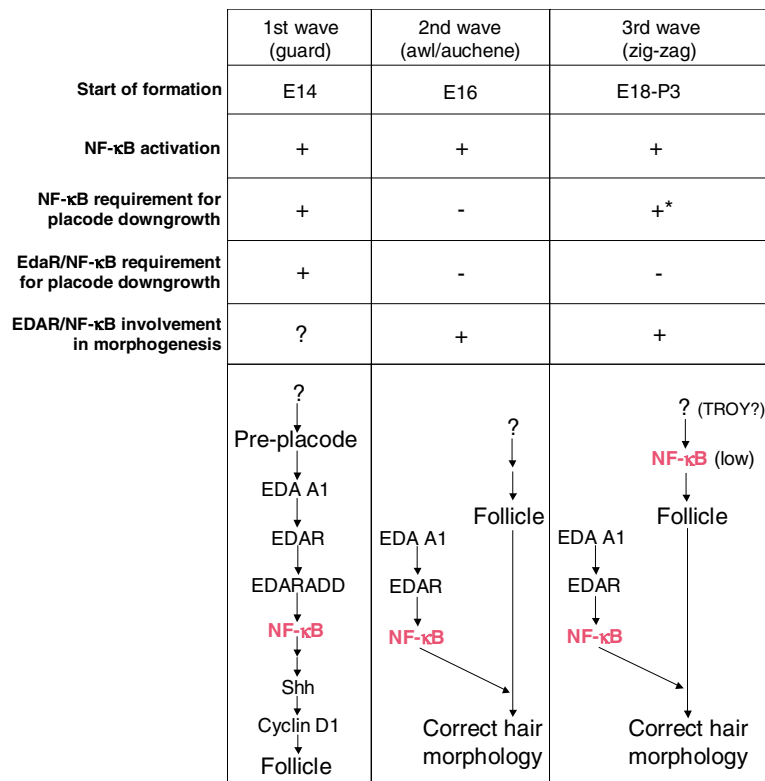 1st wave
(guard)
2nd wave
(awl/auchene)
3rd wave
(zig-zag)
Start of formation
E14
E16
E18-P3
NF-κB activation
+
+
+
NF-κB requirement for
placode downgrowth
+
-
+*
EdaR/NF-κB requirement
for placode downgrowth
+
-
-
EDAR/NF-κB involvement
in morphogenesis
?
+
+
?
Pre-placode
EDA A1
EDAR
EDARADD
NF-κB
Shh
Cyclin D1
Follicle
?
Follicle
EDA A1
EDAR
NF-κB
Correct hair
morphology
? (TROY?)
NF-κB (low)
Follicle
EDA A1
EDAR
NF-κB
Correct hair
morphology